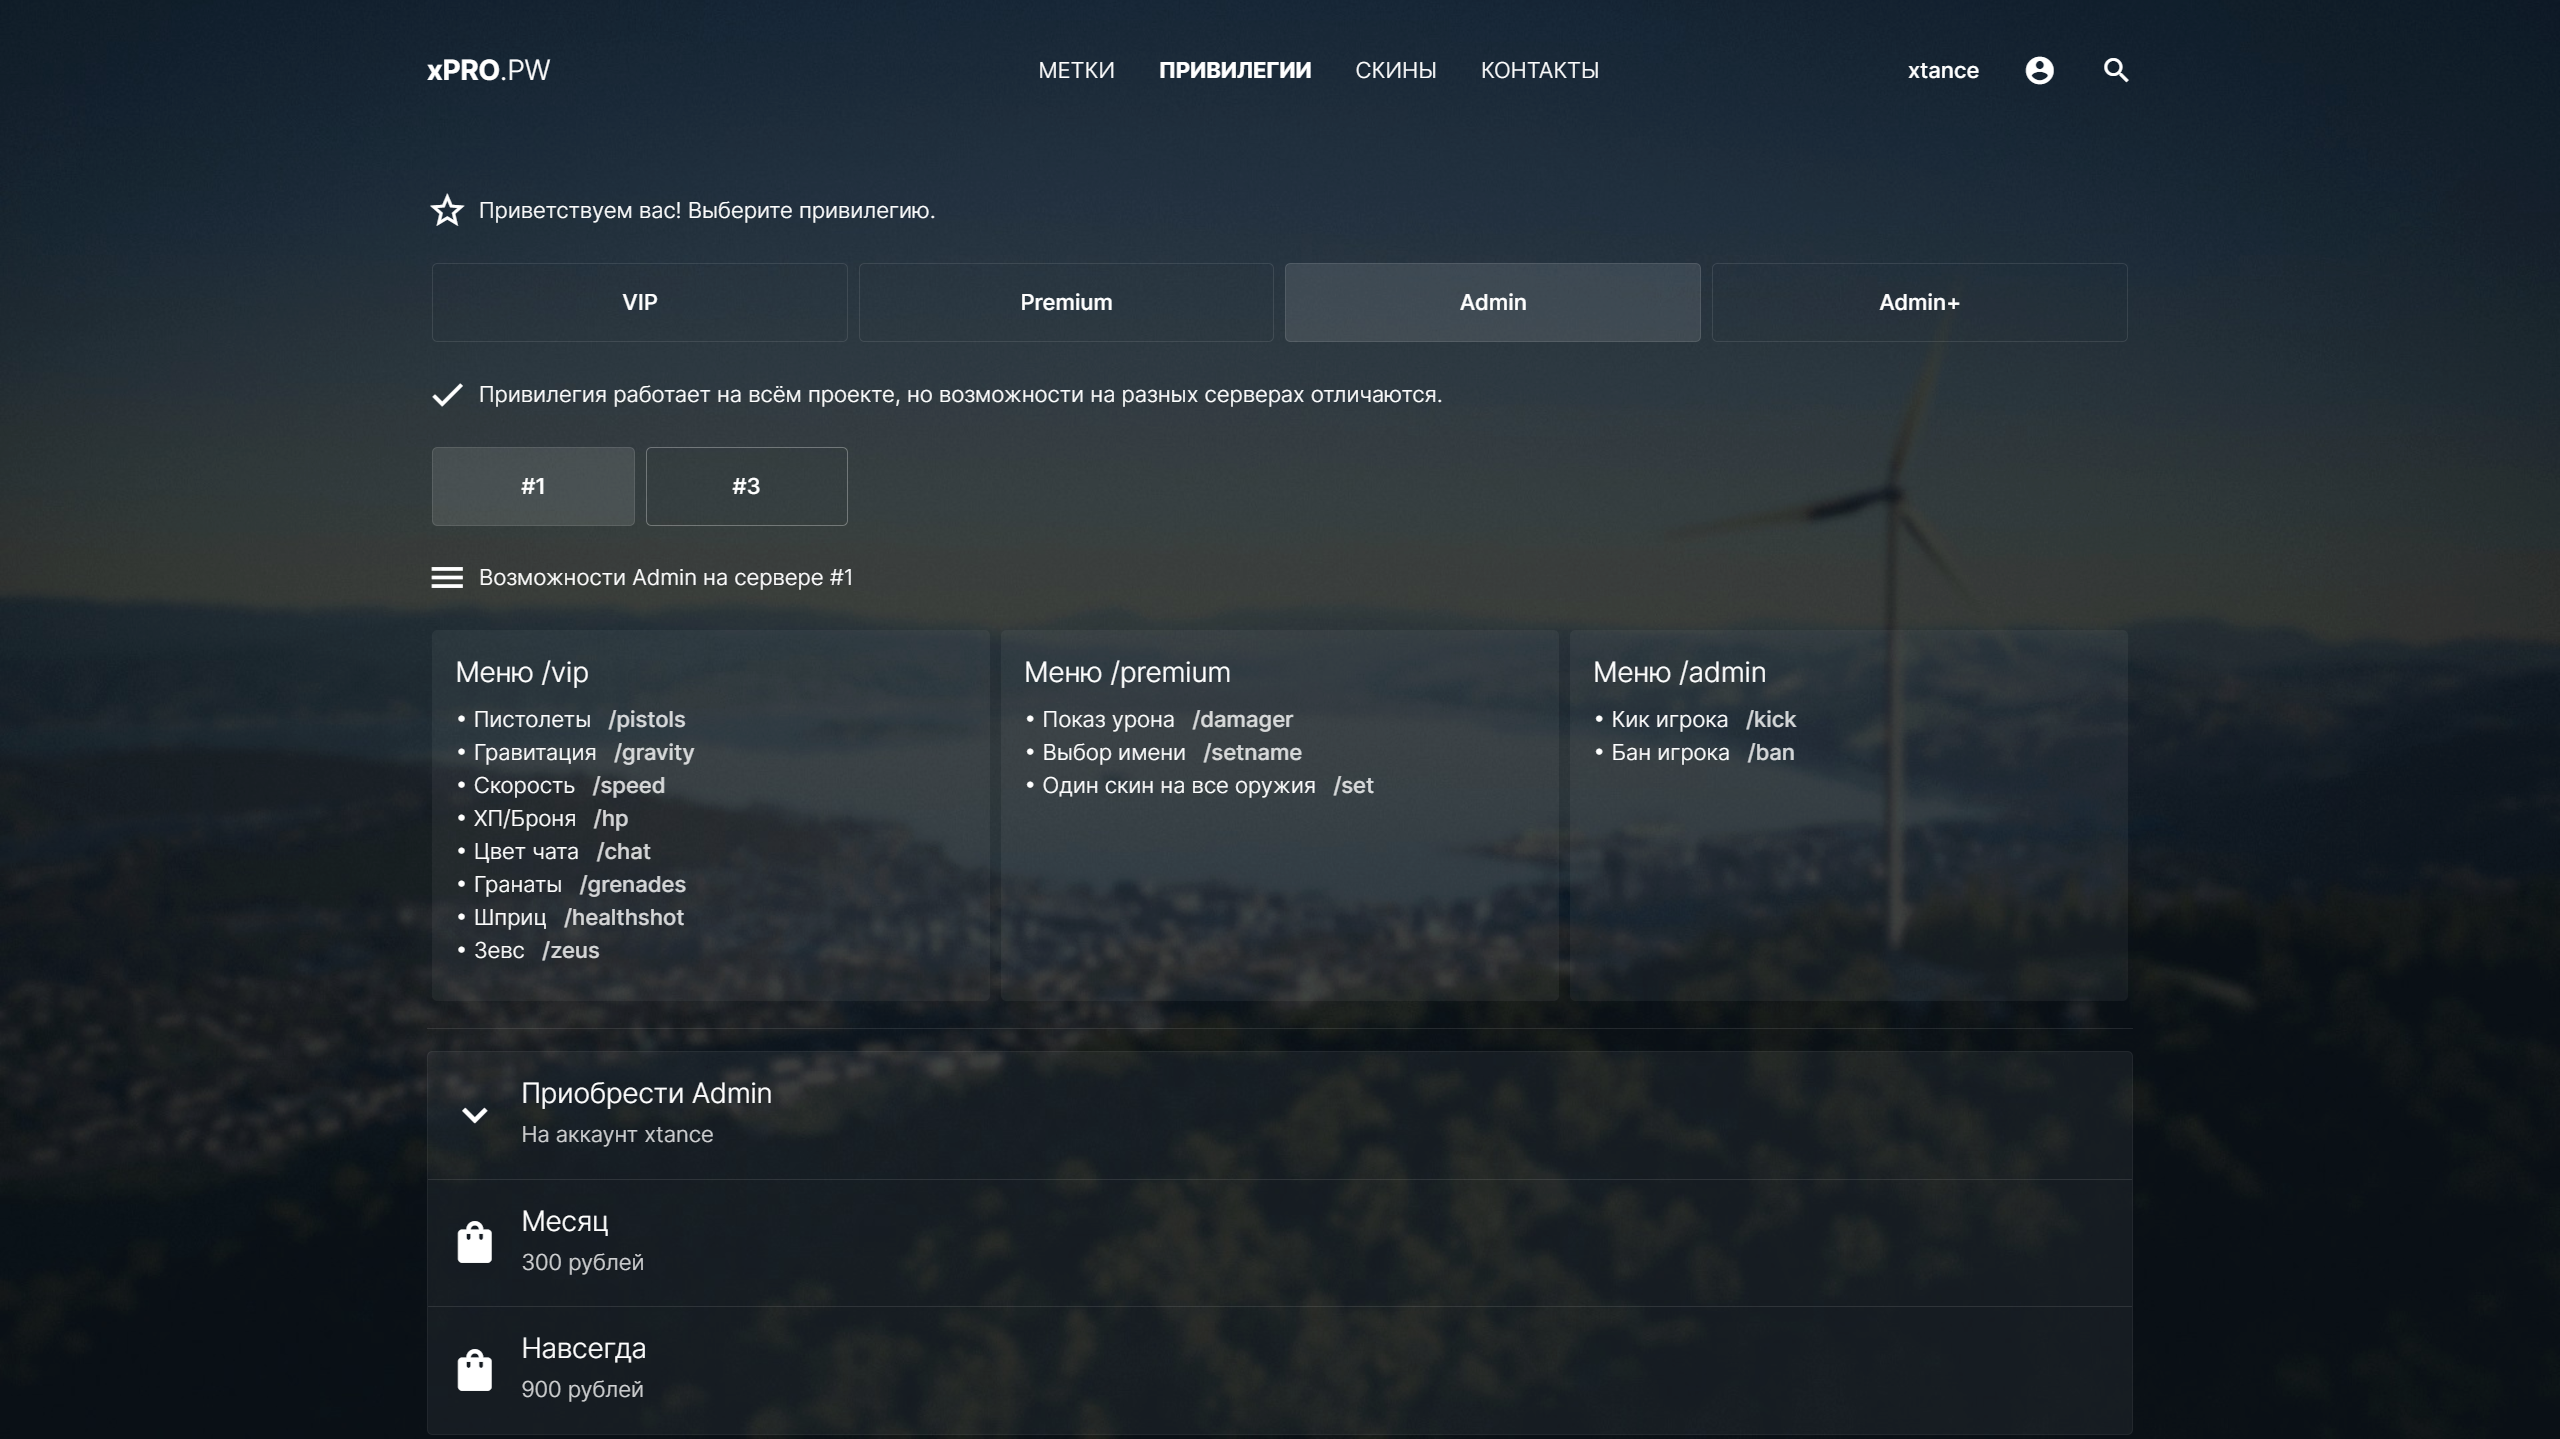 xPRO.PW
МЕТКИ ПРИВИЛЕГИИ СКИНЫ КОНТАКТЫ
xtance
Приветствуем вас! Выберите привилегию.
VIP Premium Admin Admin+
Привилегия работает на всём проекте, но возможности на разных серверах отличаются.
#1 #3
Возможности Admin на сервере #1
Меню /vip
• Пистолеты /pistols
• Гравитация /gravity
• Скорость /speed
• ХП/Броня /hp
• Цвет чата /chat
• Гранаты /grenades
• Шприц /healthshot
• Зевс /zeus
Меню /premium
• Показ урона /damager
• Выбор имени /setname
• Один скин на все оружия /set
Меню /admin
• Кик игрока /kick
• Бан игрока /ban
Приобрести Admin
На аккаунт xtance
Месяц
300 рублей
Навсегда
900 рублей